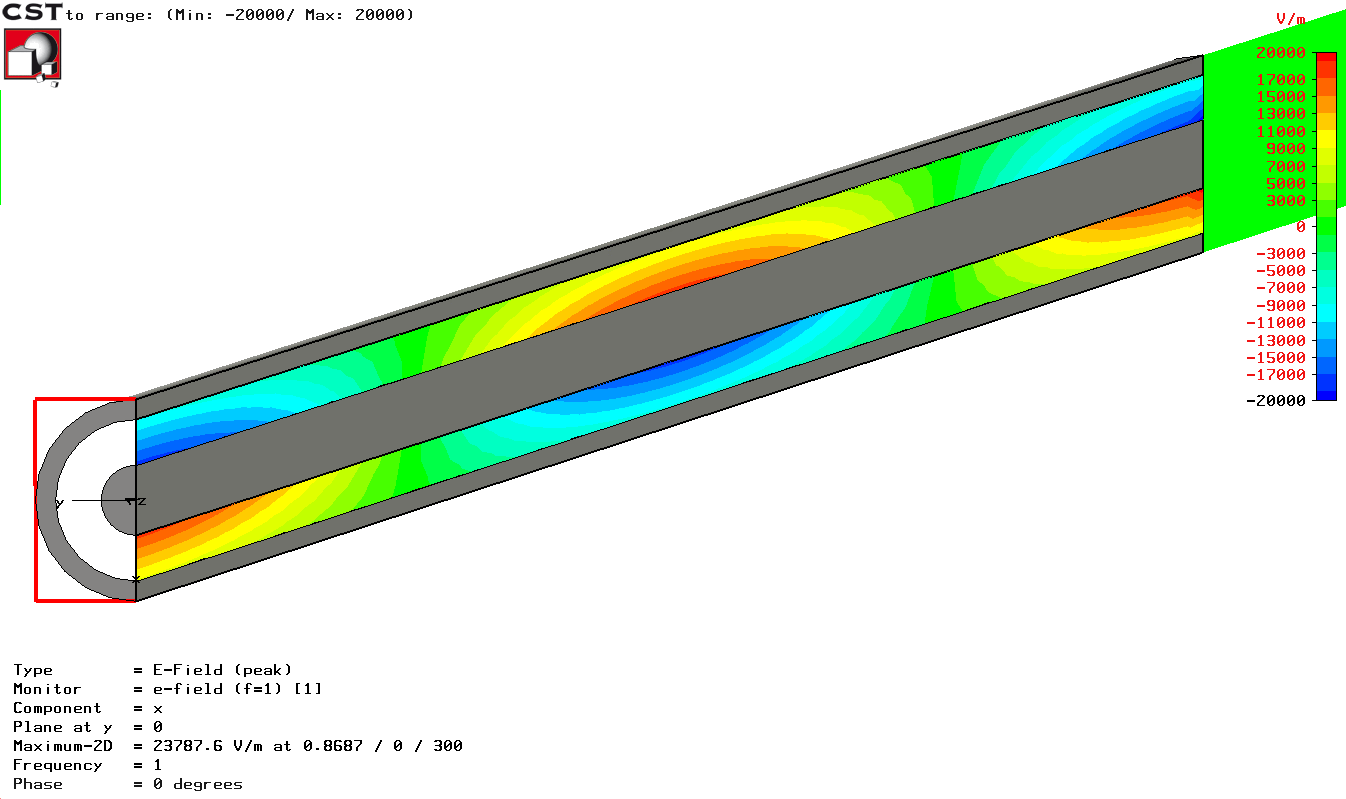 CST to range: (Min: -20000/ Max: 20000)
V/m
20000
17000
15000
13000
11000
9000
7000
5000
3000
0
-3000
-5000
-7000
-9000
-11000
-13000
-15000
-17000
-20000
y
z
x
Type = E-Field (peak)
Monitor = e-field (f=1) [1]
Component = x
Plane at y = 0
Maximum-2D = 23787.6 V/m at 0.8687 / 0 / 300
Frequency = 1
Phase = 0 degrees